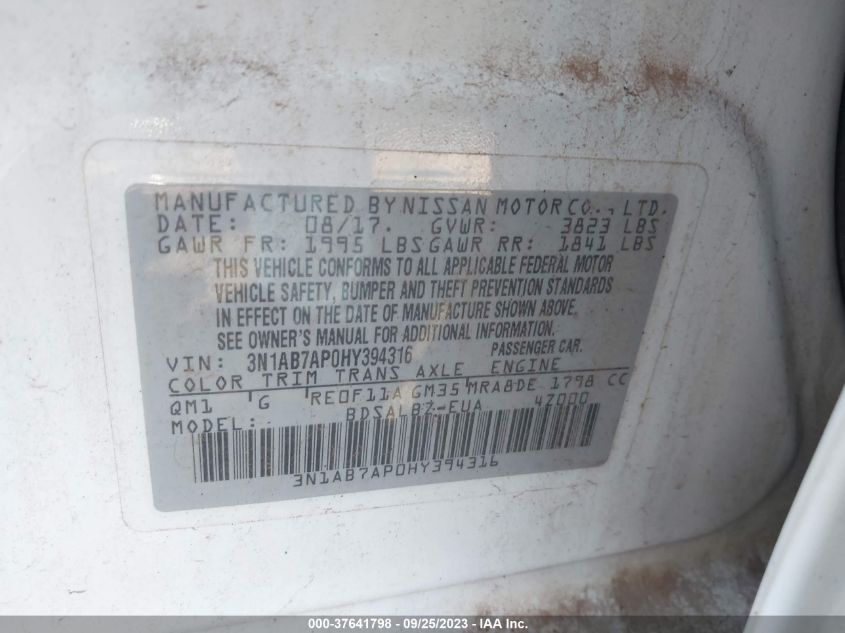 MANUFACTURED BY NISSAN MOTOR CO., LTD.
DATE: 08/17. GVWR: 3823 LBS
GAWR FR: 1995 LBS GAWR RR: 1841 LBS
THIS VEHICLE CONFORMS TO ALL APPLICABLE FEDERAL MOTOR
VEHICLE SAFETY, BUMPER AND THEFT PREVENTION STANDARDS
IN EFFECT ON THE DATE OF MANUFACTURE SHOWN ABOVE.
SEE OWNER'S MANUAL FOR ADDITIONAL INFORMATION.
VIN: 3N1AB7AP0HY394316 PASSENGER CAR.
COLOR TRIM TRANS AXLE ENGINE
QM1 G RE0F11A GM35 MRA8DE 1798 CC
MODEL: BDSALBZ-EUA 4Z000
3N1AB7AP0HY394316
000-37641798 - 09/25/2023 - IAAI.COM